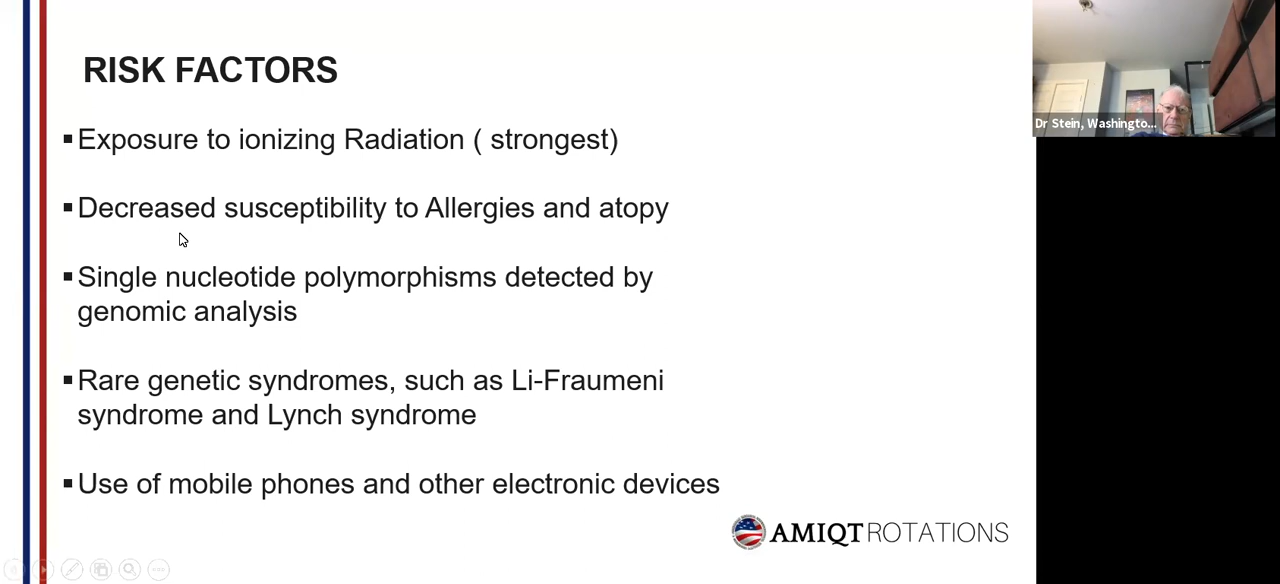 RISK FACTORS
▪Exposure to ionizing Radiation ( strongest)
▪Decreased susceptibility to Allergies and atopy
▪Single nucleotide polymorphisms detected by
genomic analysis
▪Rare genetic syndromes, such as Li-Fraumeni
syndrome and Lynch syndrome
▪Use of mobile phones and other electronic devices
AMIQT ROTATIONS
Dr Stein, Washingto...